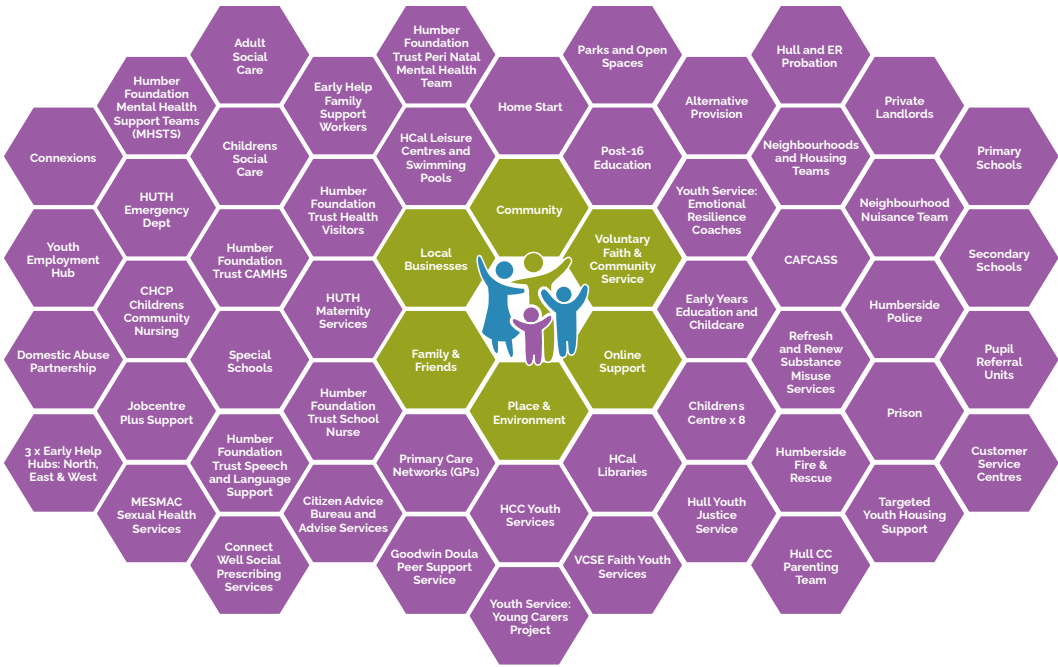 Connexions
Youth
Employment
Hub
Domestic Abuse
Partnership
3 x Early Help
Hubs: North,
East & West
Humber
Foundation
Mental Health
Support Teams
(MHSTS)
HUTH
Emergency
Dept
CHCP
Childrens
Community
Nursing
Jobcentre
Plus Support
MESMAC
Sexual Health
Services
Adult
Social
Care
Childrens
Social
Care
Humber
Foundation
Trust CAMHS
Special
Schools
Humber
Foundation
Trust Speech
and Language
Support
Connect
Well Social
Prescribing
Services
Early Help
Family
Support
Workers
Humber
Foundation
Trust Health
Visitors
HUTH
Maternity
Services
Humber
Foundation
Trust School
Nurse
Citizen Advice
Bureau and
Advise Services
Humber
Foundation
Trust Peri Natal
Mental Health
Team
HCal Leisure
Centres and
Swimming
Pools
Local
Businesses
Family &
Friends
Primary Care
Networks (GPs)
Goodwin Doula
Peer Support
Service
Home Start
Community
Place &
Environment
HCC Youth
Services
Youth Service:
Young Carers
Project
Parks and Open
Spaces
Post-16
Education
Voluntary
Faith &
Community
Service
Online
Support
HCal
Libraries
VCSE Faith Youth
Services
Alternative
Provision
Youth Service:
Emotional
Resilience
Coaches
Early Years
Education and
Childcare
Childrens
Centre x 8
Hull Youth
Justice
Service
Hull and ER
Probation
Neighbourhoods
and Housing
Teams
CAFCASS
Refresh
and Renew
Substance
Misuse
Services
Humberside
Fire &
Rescue
Hull CC
Parenting
Team
Private
Landlords
Neighbourhood
Nuisance Team
Humberside
Police
Prison
Targeted
Youth Housing
Support
Primary
Schools
Secondary
Schools
Pupil
Referral
Units
Customer
Service
Centres